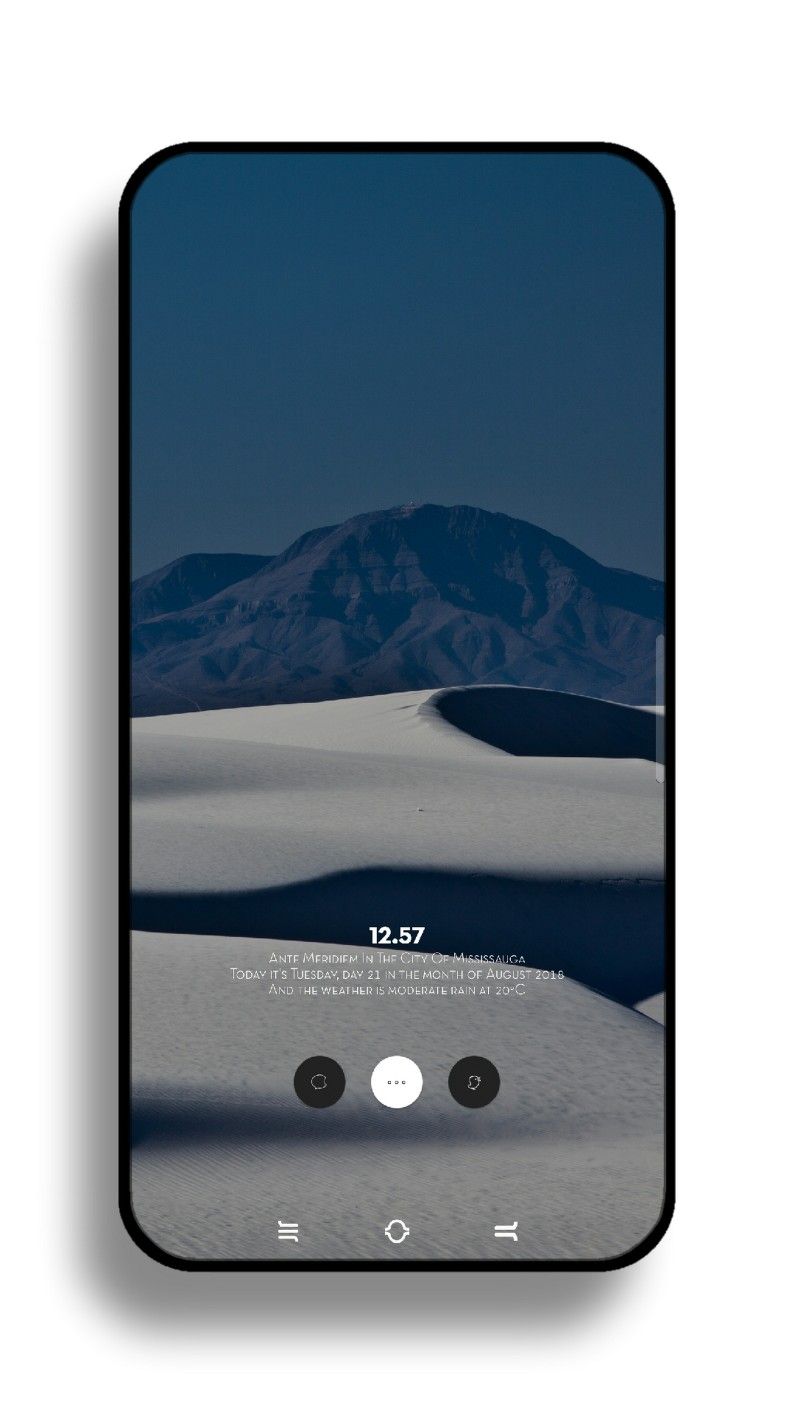 12.57
Ante Meridiem In The City Of Mississauga
Today it's Tuesday, day 21 in the month of August 2018
And the weather is moderate rain at 20°C